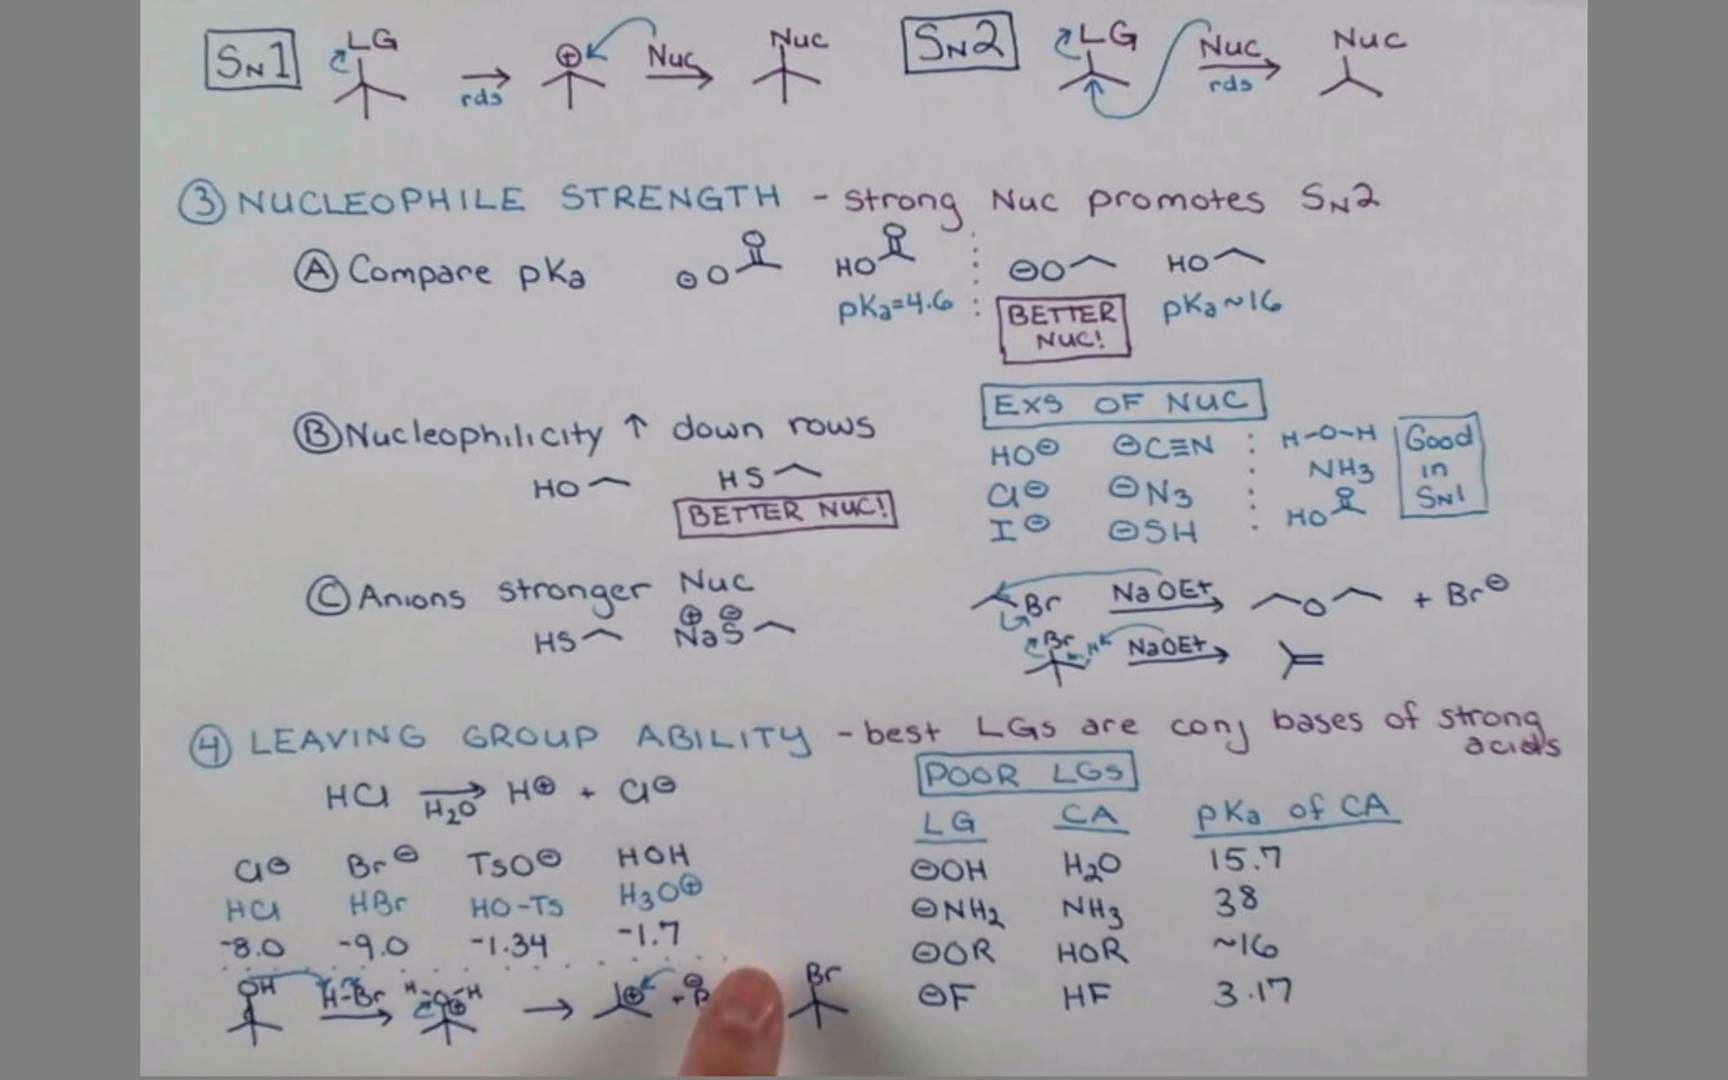 SN1 LG rds ⊕ Nuc Nuc SN2 LG Nuc rds Nuc
③ NUCLEOPHILE STRENGTH - strong Nuc promotes SN2
Ⓐ Compare pKa ⊖O O HO O ⊖O HO
pKa=4.6 BETTER NUC! pKa~16
Ⓑ Nucleophilicity ↑ down rows
HO HS
BETTER NUC!
EXS OF NUC
HO⊖ ⊖C≡N H-O-H Good
Cl⊖ ⊖N3 NH3 in
I⊖ ⊖SH HO O SN1
Ⓒ Anions stronger Nuc
HS Na⊕ S⊖
Br NaOEt → O + Br⊖
Br H NaOEt →
④ LEAVING GROUP ABILITY - best LGs are conj bases of strong acids
HCl → H2O H⊕ + Cl⊖
Cl⊖ Br⊖ TsO⊖ HOH
HCl HBr HO-Ts H3O⊕
-8.0 -9.0 -1.34 -1.7
OH H-Br → H-O-H ⊕ → ⊕ + ⊖ Br
POOR LGs
LG CA pKa of CA
⊖OH H2O 15.7
⊖NH2 NH3 38
⊖OR HOR ~16
⊖F HF 3.17